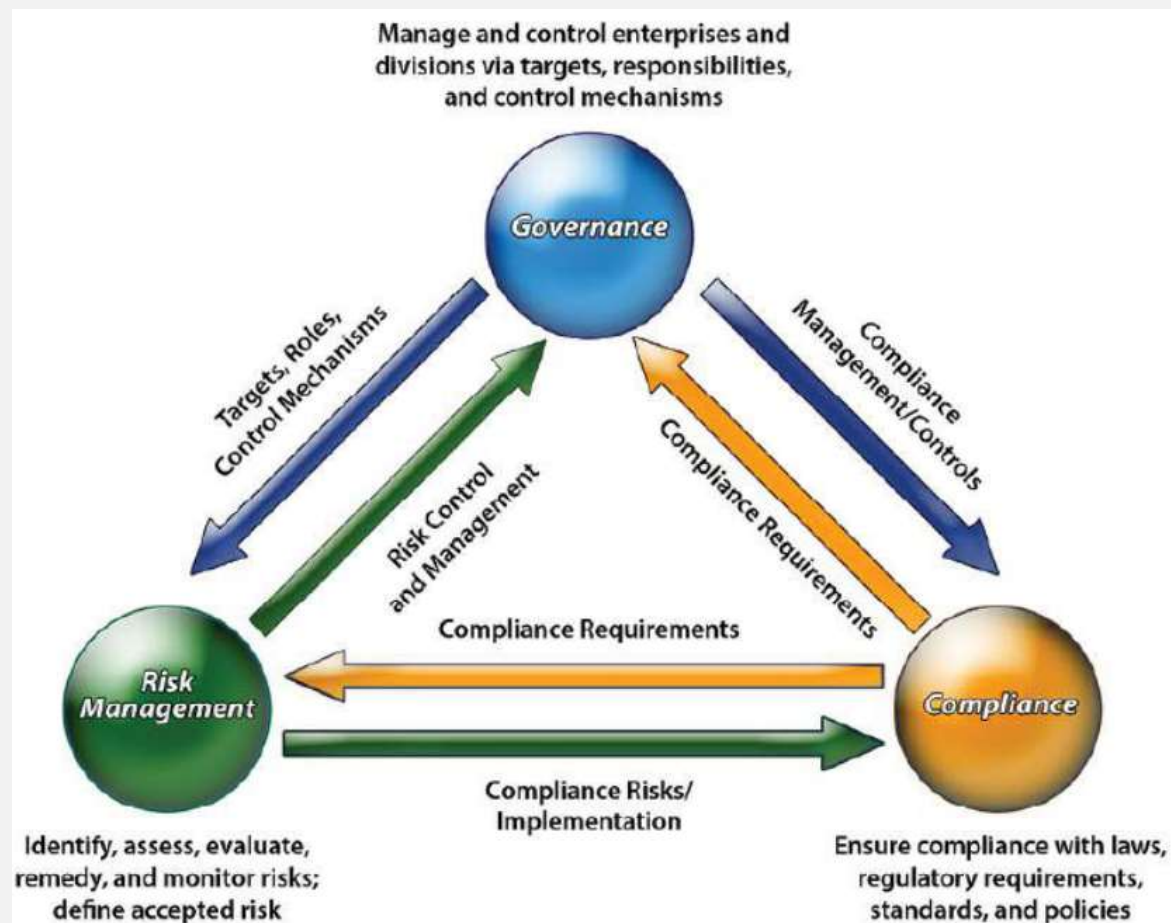 Manage and control enterprises and
divisions via targets, responsibilities,
and control mechanisms
Governance
Targets, Roles,
Control Mechanisms
Risk Control
and Management
Compliance
Management/Controls
Compliance Requirements
Compliance Requirements
Risk
Management
Compliance
Compliance Risks/
Implementation
Identify, assess, evaluate,
remedy, and monitor risks;
define accepted risk
Ensure compliance with laws,
regulatory requirements,
standards, and policies